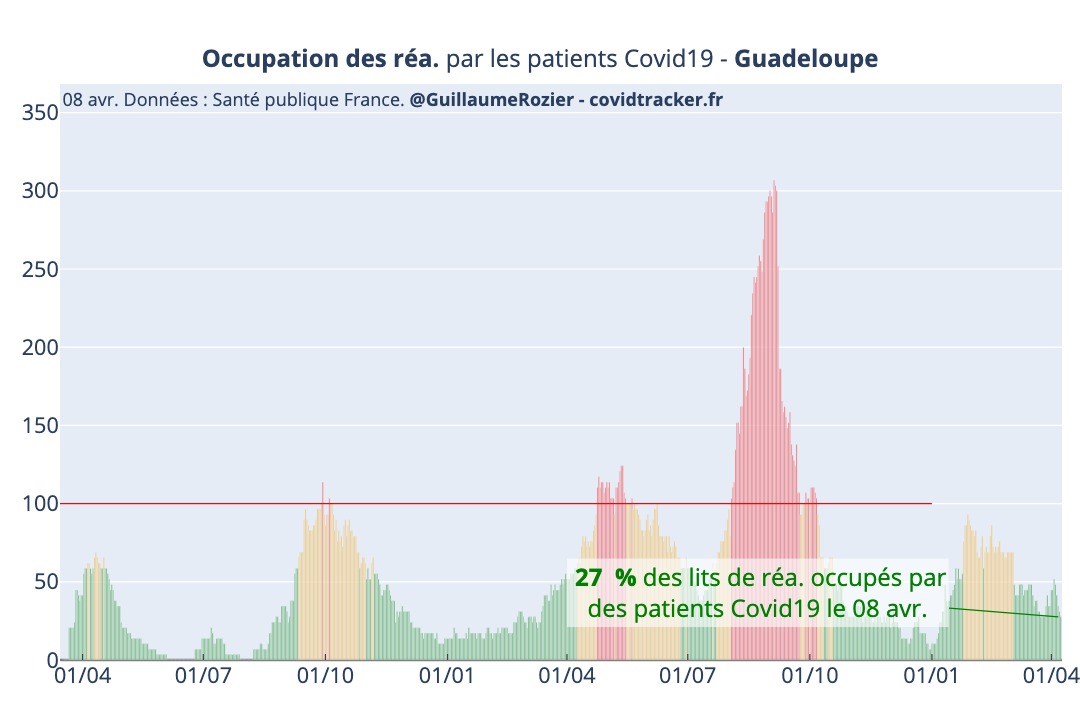 Occupation des réa. par les patients Covid19 - Guadeloupe
08 avr. Données : Santé publique France. @GuillaumeRozier - covidtracker.fr
350
300
250
200
150
100
50
0
27  % des lits de réa. occupés par
des patients Covid19 le 08 avr.
01/04 01/07 01/10 01/01 01/04 01/07 01/10 01/01 01/04